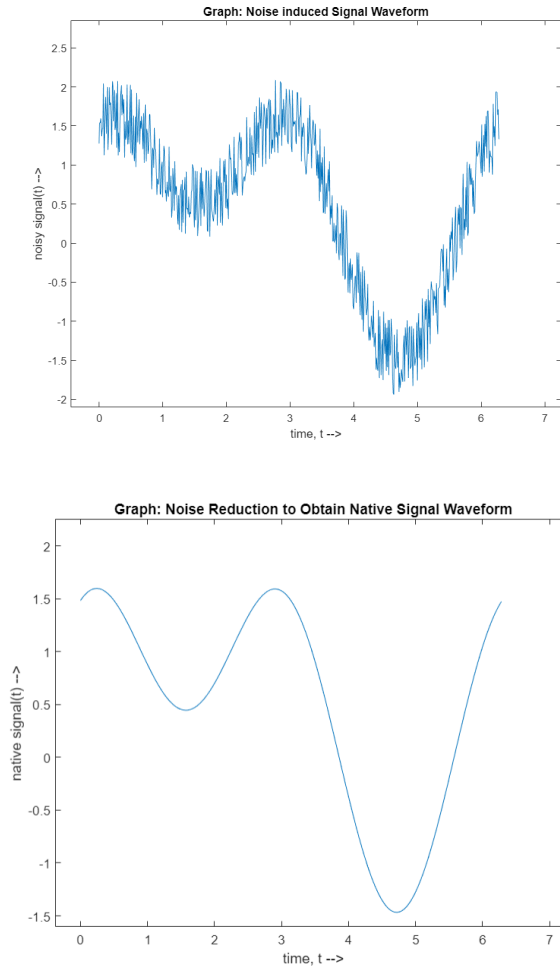 Graph: Noise induced Signal Waveform
2.5
2
1.5
1
0.5
0
-0.5
-1
-1.5
-2
noisy signal(t) -->
0 1 2 3 4 5 6 7
time, t -->
Graph: Noise Reduction to Obtain Native Signal Waveform
2
1.5
1
0.5
0
-0.5
-1
-1.5
native signal(t) -->
0 1 2 3 4 5 6 7
time, t -->